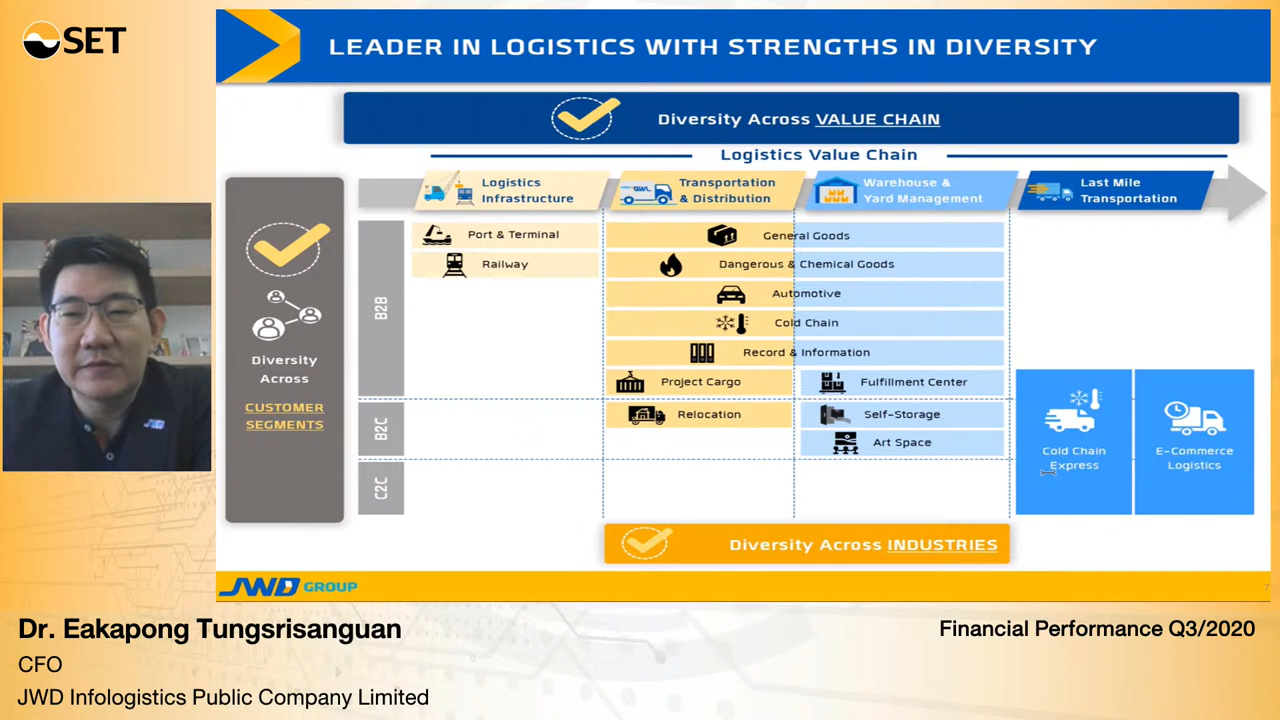 SET
LEADER IN LOGISTICS WITH STRENGTHS IN DIVERSITY
Diversity Across VALUE CHAIN
Logistics Value Chain
Logistics
Infrastructure
GWL
Transportation
& Distribution
Warehouse &
Yard Management
Last Mile
Transportation
Diversity
Across
CUSTOMER
SEGMENTS
B2B
Port & Terminal
Railway
General Goods
Dangerous & Chemical Goods
Automotive
Cold Chain
Record & Information
Project Cargo
Fulfillment Center
B2C
Relocation
Self-Storage
Art Space
C2C
Cold Chain
Express
E-Commerce
Logistics
Diversity Across INDUSTRIES
JWD GROUP
7
Dr. Eakapong Tungsrisanguan
CFO
JWD Infologistics Public Company Limited
Financial Performance Q3/2020